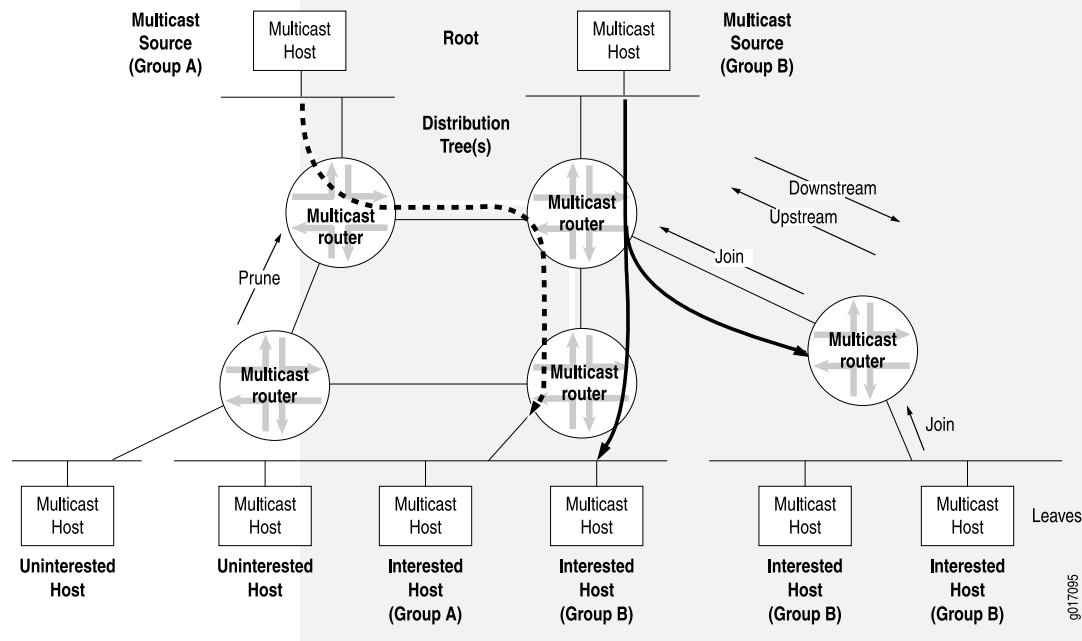 Multicast
Source
(Group A)
Multicast
Host
Root
Multicast
Host
Multicast
Source
(Group B)
Distribution
Tree(s)
Multicast
router
Multicast
router
Downstream
Upstream
Join
Prune
Multicast
router
Multicast
router
Multicast
router
Join
Multicast
Host
Multicast
Host
Multicast
Host
Multicast
Host
Multicast
Host
Multicast
Host
Leaves
Uninterested
Host
Uninterested
Host
Interested
Host
(Group A)
Interested
Host
(Group B)
Interested
Host
(Group B)
Interested
Host
(Group B)
g017095